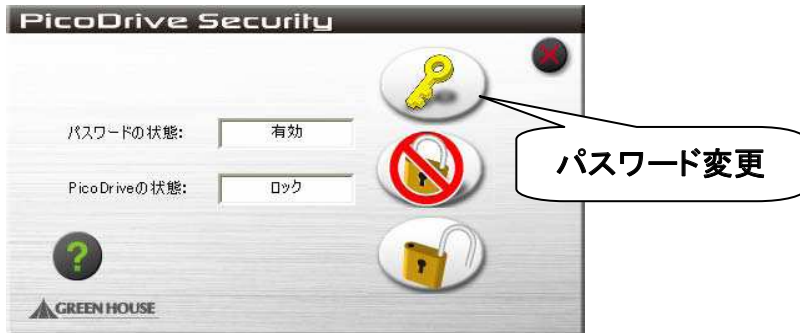 PicoDrive Security
パスワードの状態: 有効
パスワード変更
PicoDriveの状態: ロック
?
GREEN HOUSE